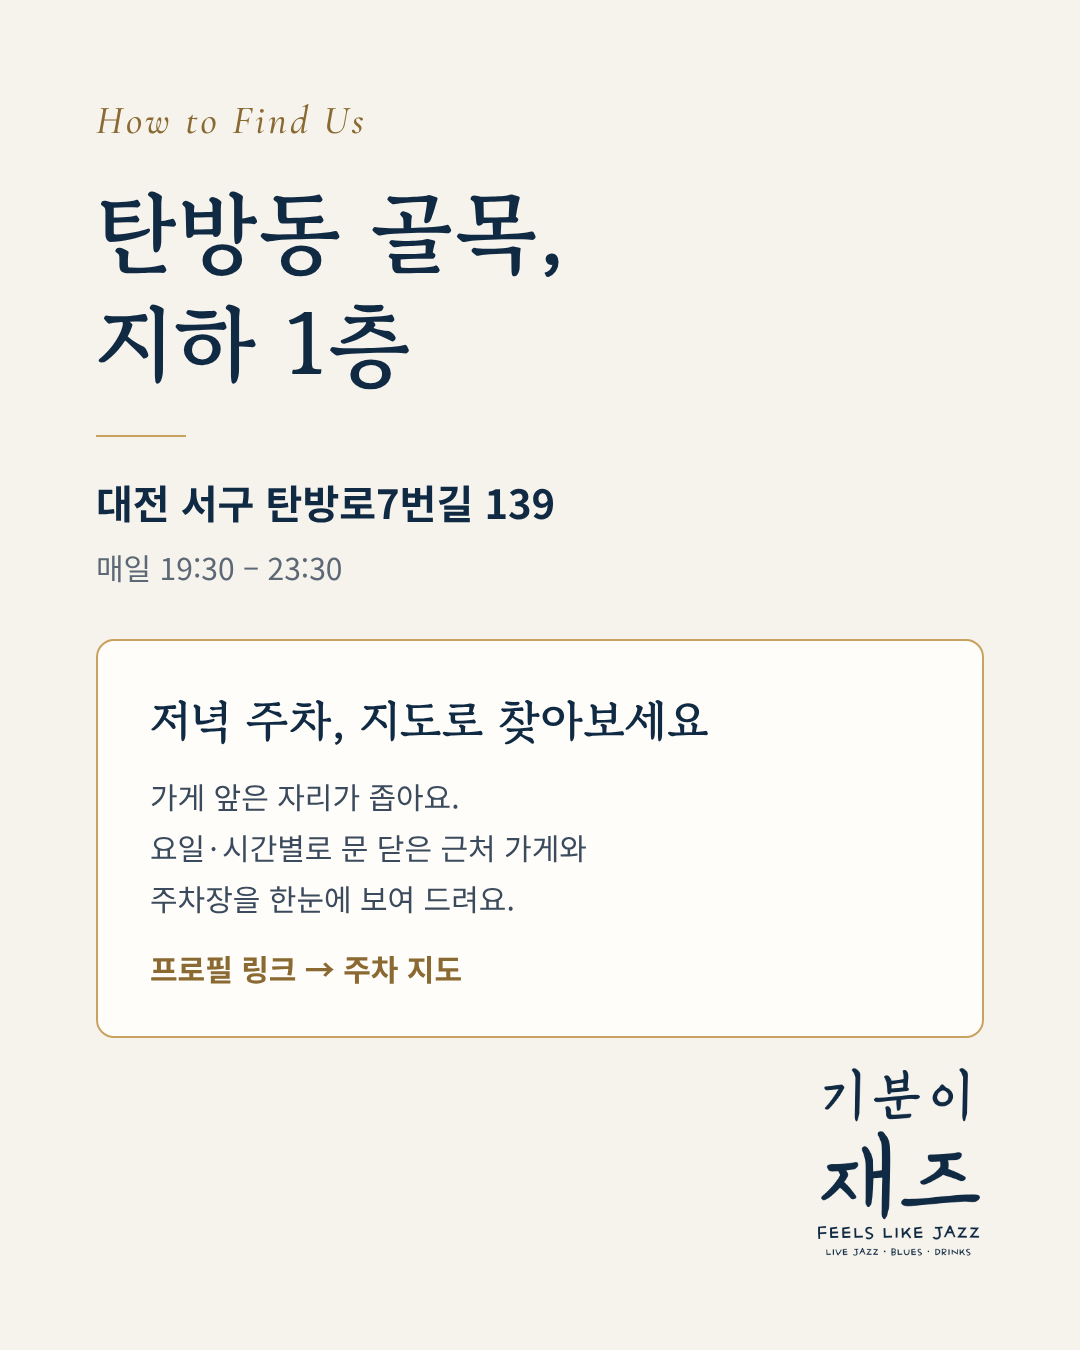 How to Find Us
탄방동 골목,
지하 1층
대전 서구 탄방로7번길 139
매일 19:30 – 23:30
저녁 주차, 지도로 찾아보세요
가게 앞은 자리가 좁아요.
요일·시간별로 문 닫은 근처 가게와
주차장을 한눈에 보여 드려요.
프로필 링크 → 주차 지도
기분이
재즈
FEELS LIKE JAZZ
LIVE JAZZ · BLUES · DRINKS